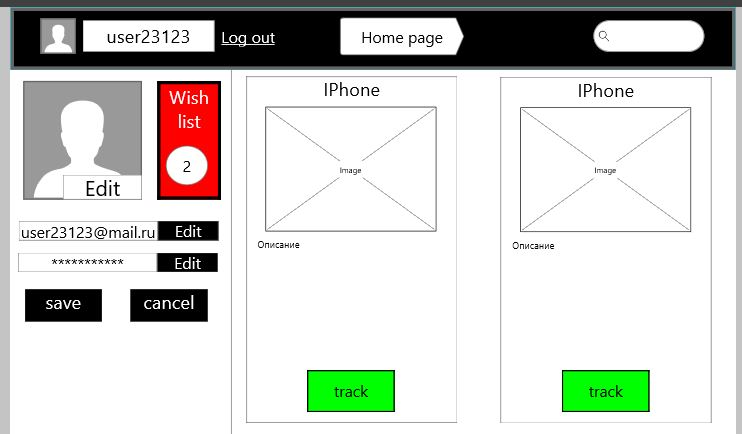 user23123
Log out
Home page
Edit
Wish
list
2
user23123@mail.ru
Edit
***********
Edit
save
cancel
IPhone
Image
Описание
track
IPhone
Image
Описание
track